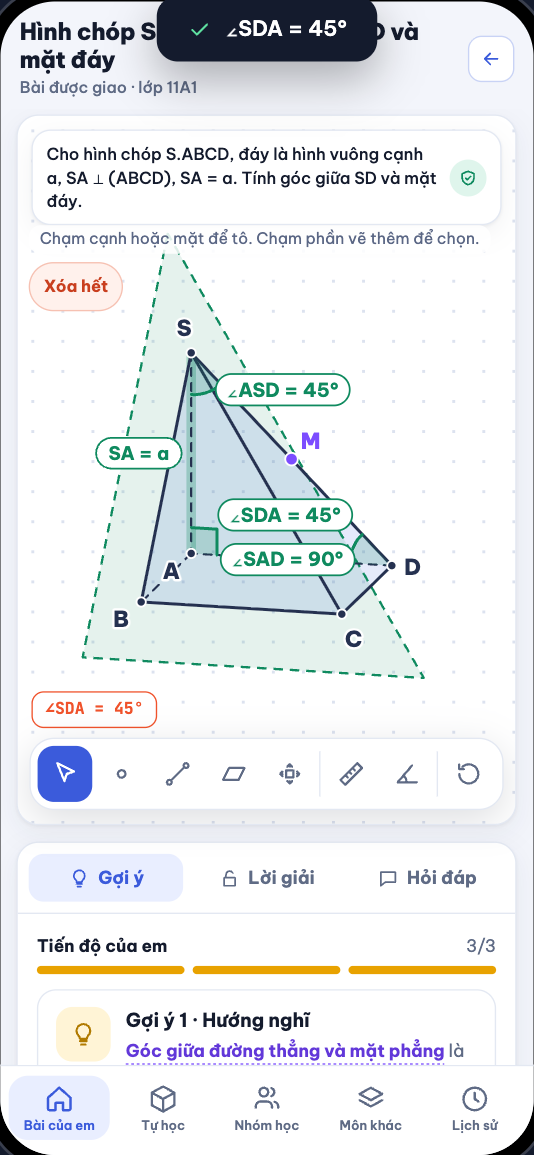 Hình chóp S
D và
mặt đáy
∠SDA = 45°
Bài được giao · lớp 11A1
Cho hình chóp S.ABCD, đáy là hình vuông cạnh
a, SA ⊥ (ABCD), SA = a. Tính góc giữa SD và mặt
đáy.
Chạm cạnh hoặc mặt để tô. Chạm phần vẽ thêm để chọn.
Xóa hết
S
∠ASD = 45°
M
SA = a
∠SDA = 45°
∠SAD = 90°
A
D
B
C
∠SDA = 45°
Gợi ý
Lời giải
Hỏi đáp
Tiến độ của em
3/3
Gợi ý 1 · Hướng nghĩ
Góc giữa đường thẳng và mặt phẳng là
Bài của em
Tự học
Nhóm học
Môn khác
Lịch sử